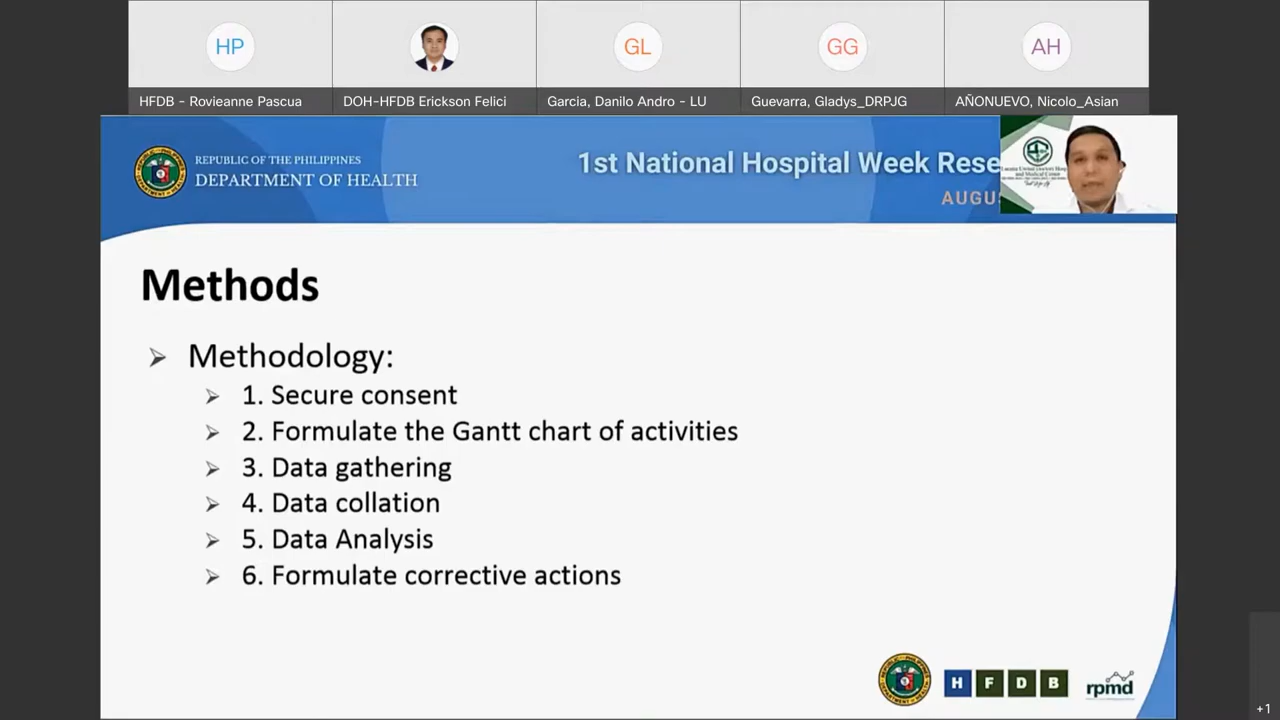 HP
GL
GG
AH
HFDB - Rovieanne Pascua
DOH-HFDB Erickson Felici
Garcia, Danilo Andro - LU
Guevarra, Gladys_DRPJG
AÑONUEVO, Nicolo_Asian
REPUBLIC OF THE PHILIPPINES
DEPARTMENT OF HEALTH
1st National Hospital Week Rese
AUGUS
Methods
➢ Methodology:
➢ 1. Secure consent
➢ 2. Formulate the Gantt chart of activities
➢ 3. Data gathering
➢ 4. Data collation
➢ 5. Data Analysis
➢ 6. Formulate corrective actions
H F D B
rpmd
+1